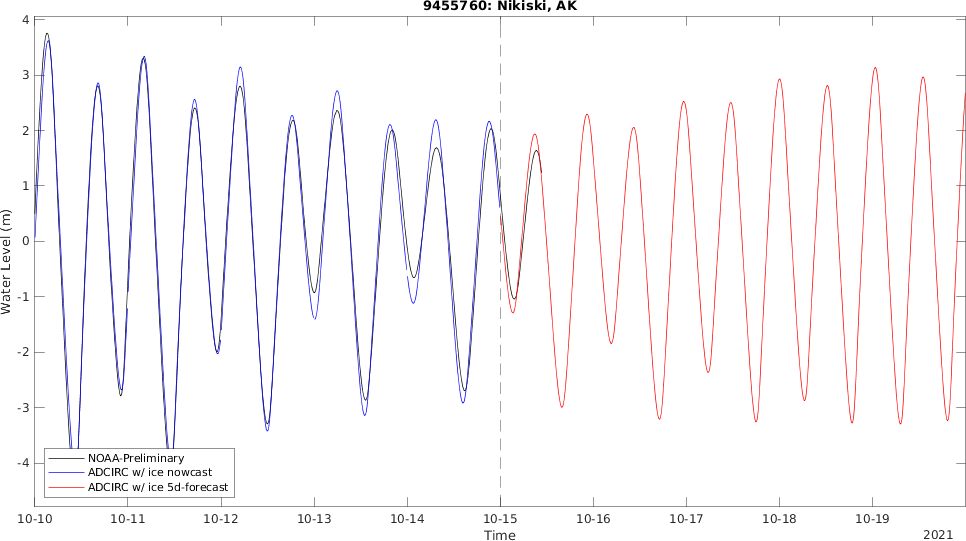 9455760: Nikiski, AK
4
3
2
1
0
-1
-2
-3
-4
Water Level (m)
NOAA-Preliminary
ADCIRC w/ ice nowcast
ADCIRC w/ ice 5d-forecast
10-10 10-11 10-12 10-13 10-14 10-15 10-16 10-17 10-18 10-19
Time
2021